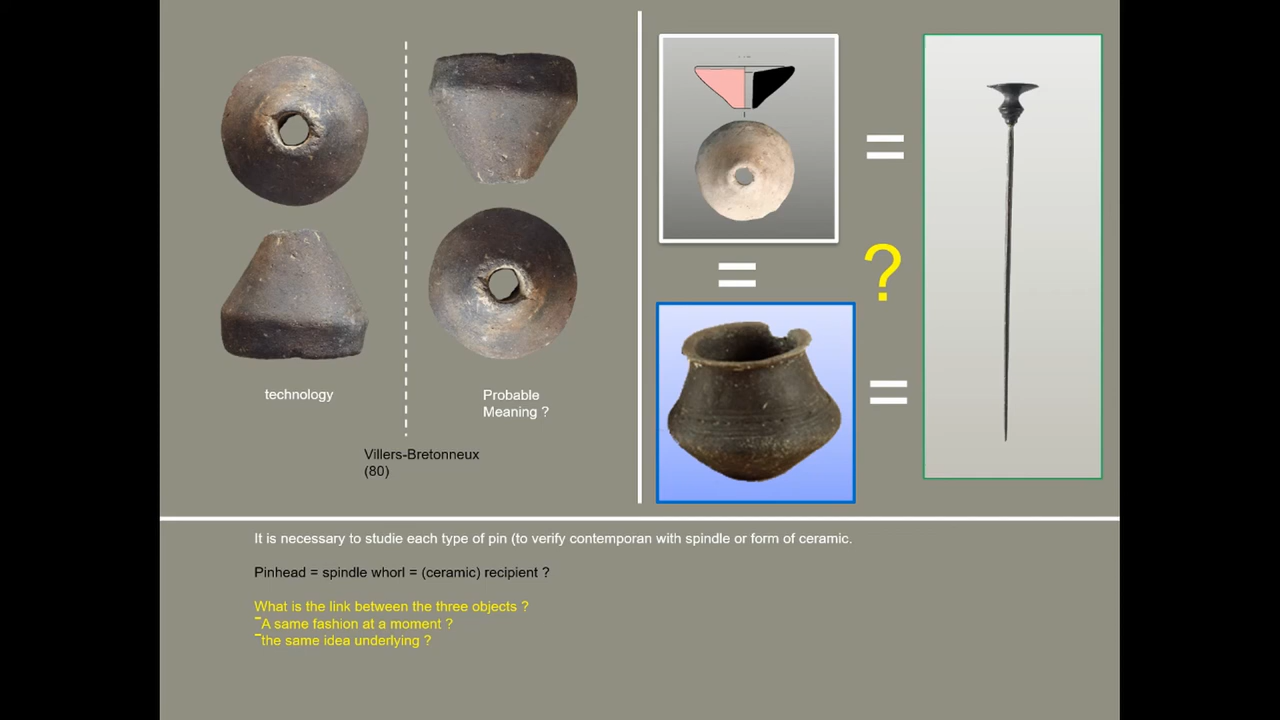 technology
Probable
Meaning ?
Villers-Bretonneux
(80)
=
=
?
=
It is necessary to studie each type of pin (to verify contemporan with spindle or form of ceramic.
Pinhead = spindle whorl = (ceramic) recipient ?
What is the link between the three objects ?
-A same fashion at a moment ?
-the same idea underlying ?